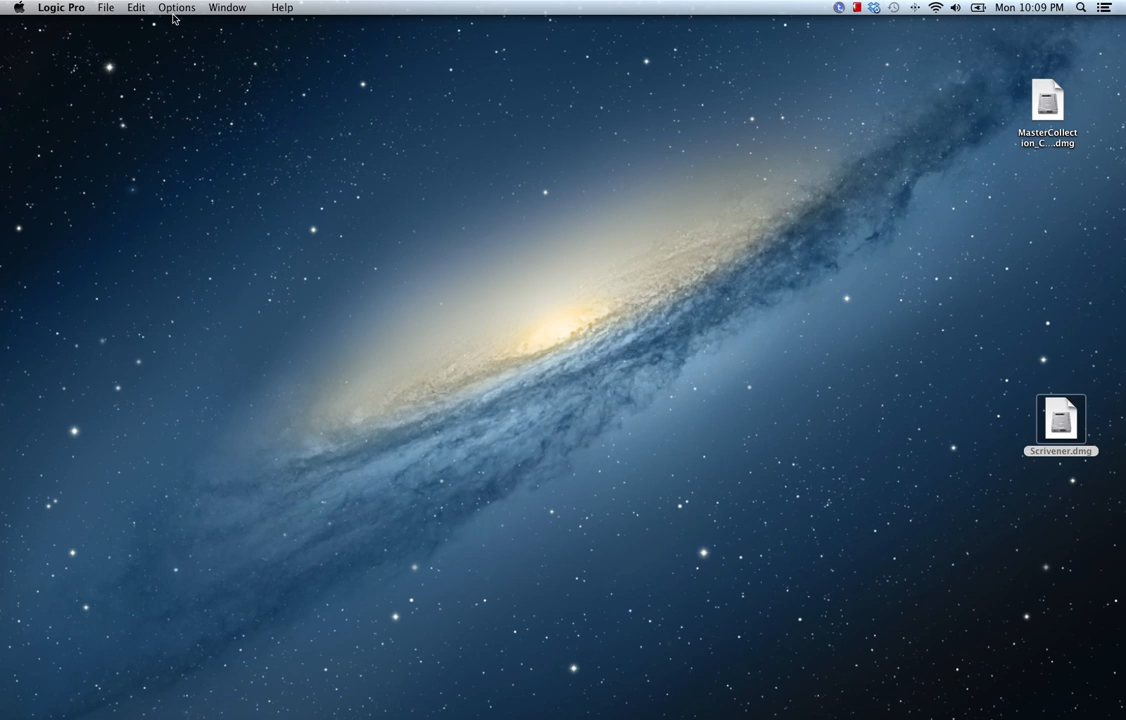 Logic Pro File Edit Options Window Help Mon 10:09 PM
MasterCollect
ion_C....dmg
Scrivener.dmg